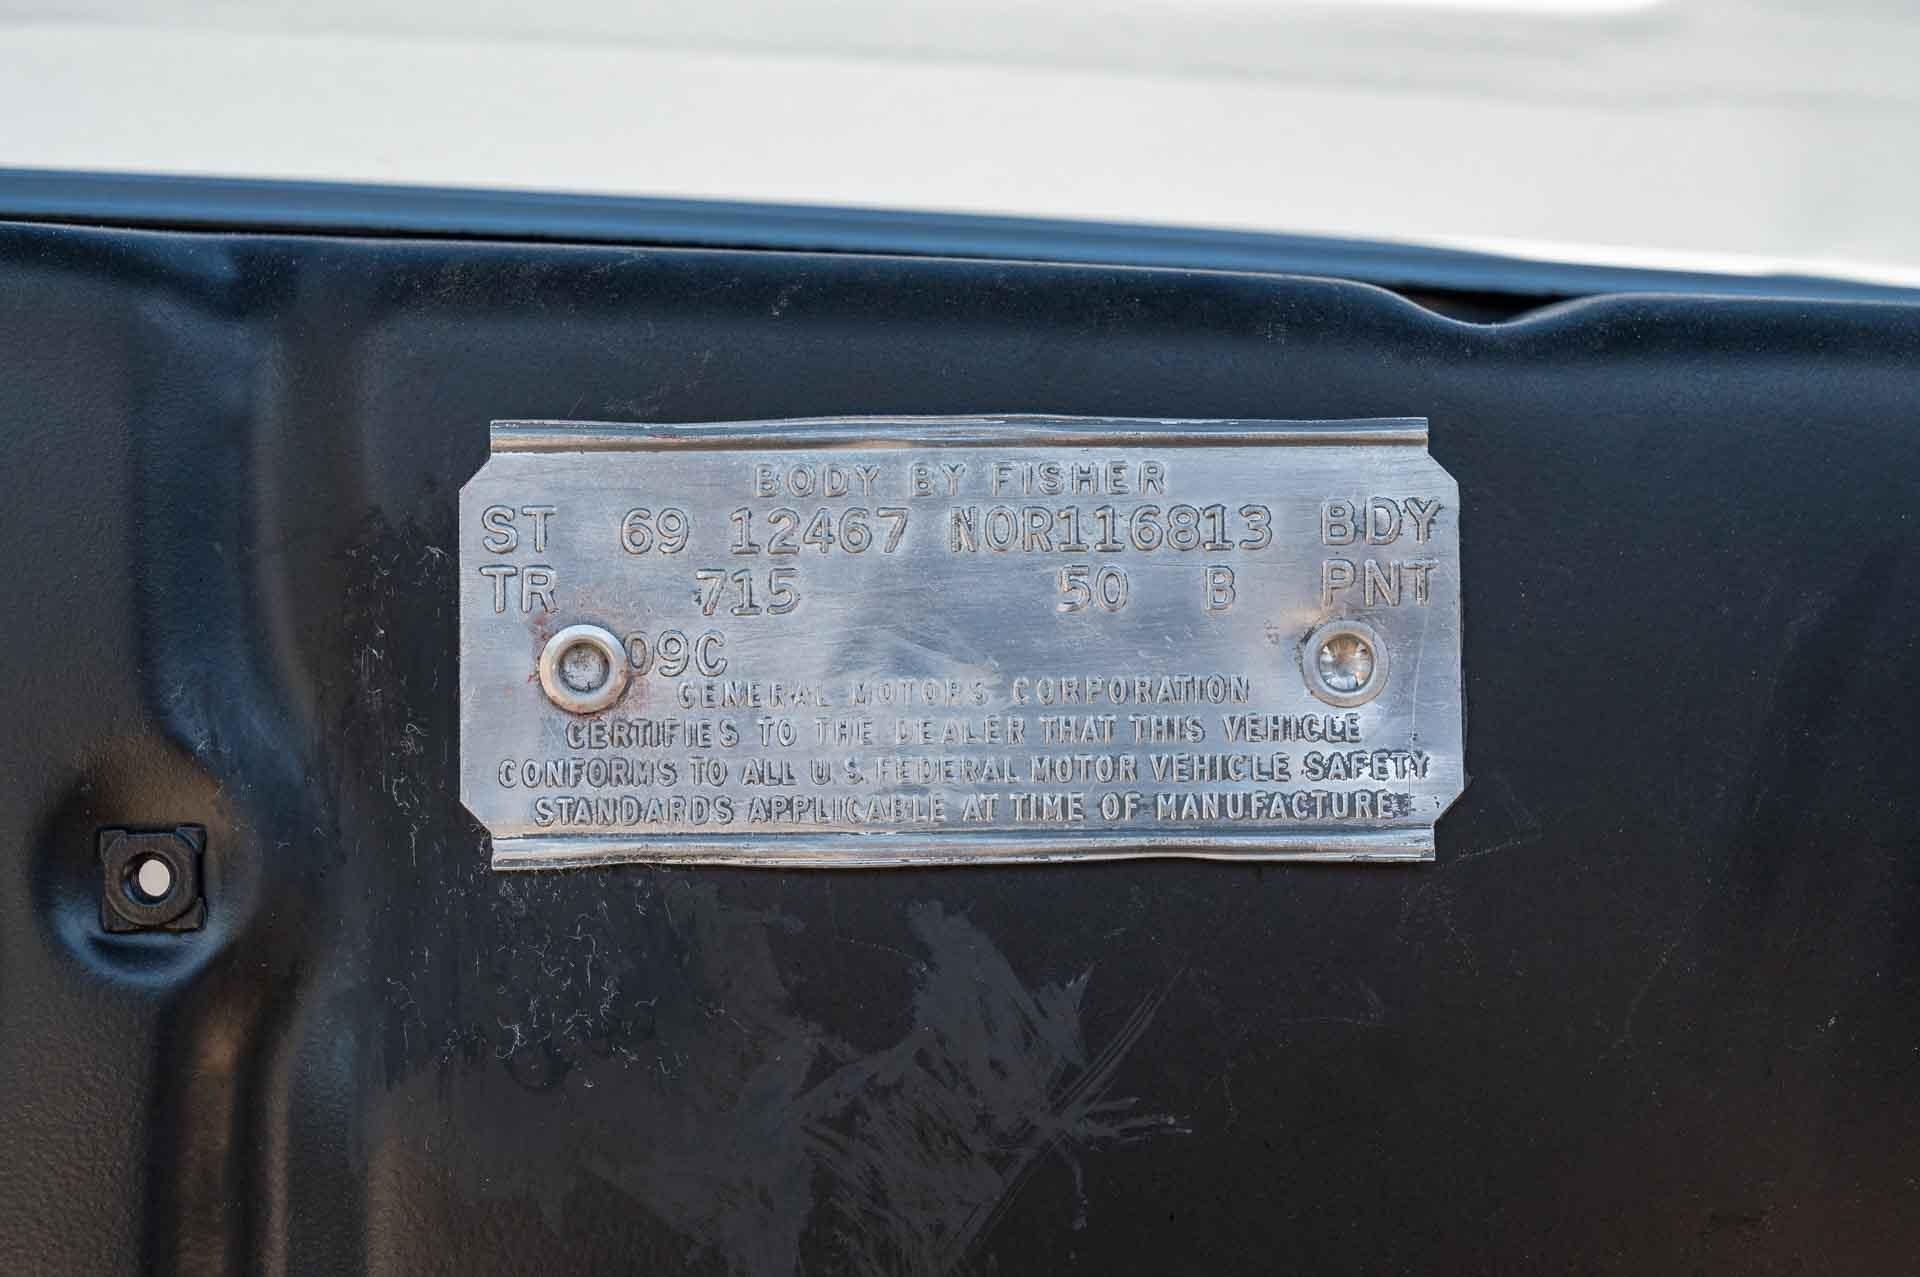 BODY BY FISHER
ST 69 12467 NOR116813 BDY
TR 715 50 B PNT
09C
GENERAL MOTORS CORPORATION
CERTIFIES TO THE DEALER THAT THIS VEHICLE
CONFORMS TO ALL U.S. FEDERAL MOTOR VEHICLE SAFETY
STANDARDS APPLICABLE AT TIME OF MANUFACTURE